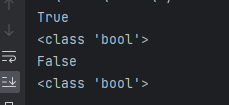 True
<class 'bool'>
False
<class 'bool'>